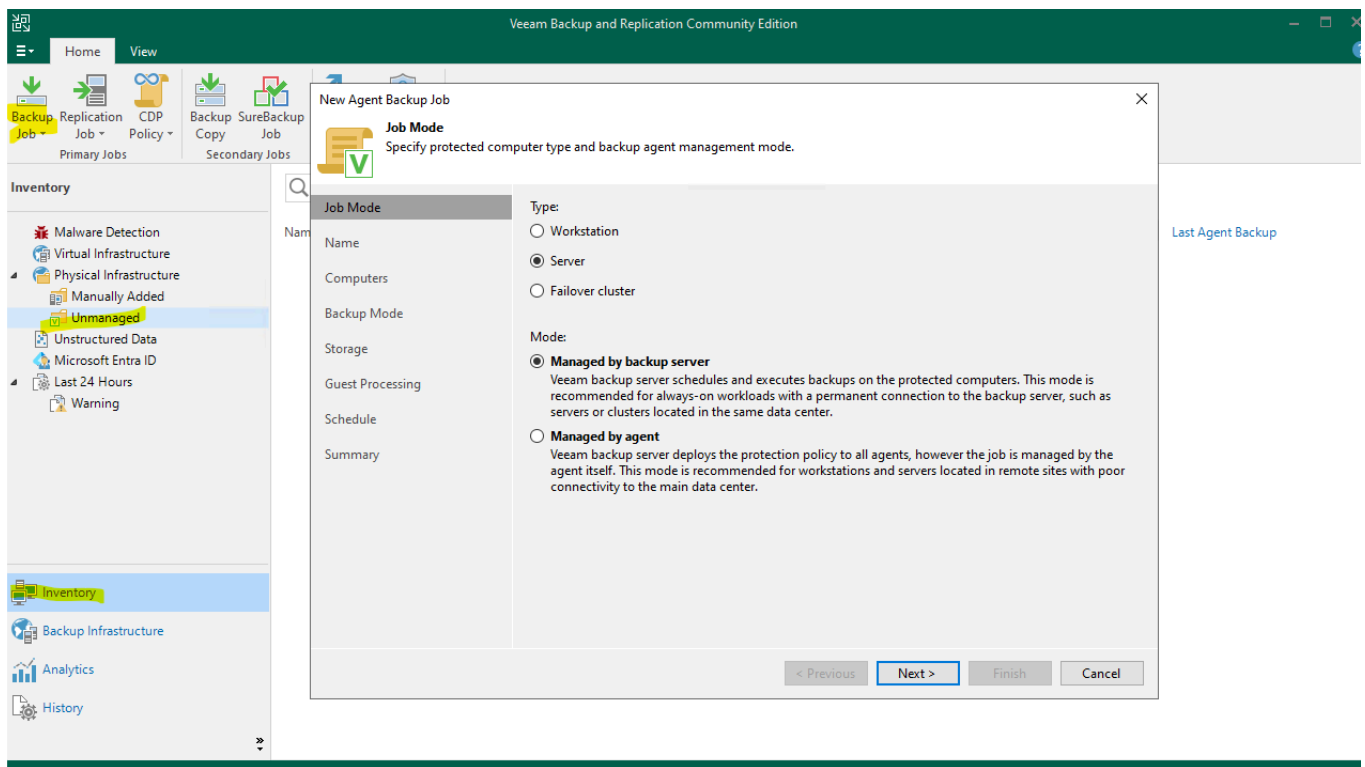 Veeam Backup and Replication Community Edition
Home
View
Backup
Job
Replication
Job
CDP
Policy
Backup
Copy
SureBackup
Job
Primary Jobs
Secondary Jobs
Inventory
Malware Detection
Virtual Infrastructure
Physical Infrastructure
Manually Added
Unmanaged
Unstructured Data
Microsoft Entra ID
Last 24 Hours
Warning
Inventory
Backup Infrastructure
Analytics
History
Nam
Last Agent Backup
New Agent Backup Job
Job Mode
Specify protected computer type and backup agent management mode.
V
Job Mode
Name
Computers
Backup Mode
Storage
Guest Processing
Schedule
Summary
Type:
Workstation
Server
Failover cluster
Mode:
Managed by backup server
Veeam backup server schedules and executes backups on the protected computers. This mode is
recommended for always-on workloads with a permanent connection to the backup server, such as
servers or clusters located in the same data center.
Managed by agent
Veeam backup server deploys the protection policy to all agents, however the job is managed by the
agent itself. This mode is recommended for workstations and servers located in remote sites with poor
connectivity to the main data center.
< Previous
Next >
Finish
Cancel